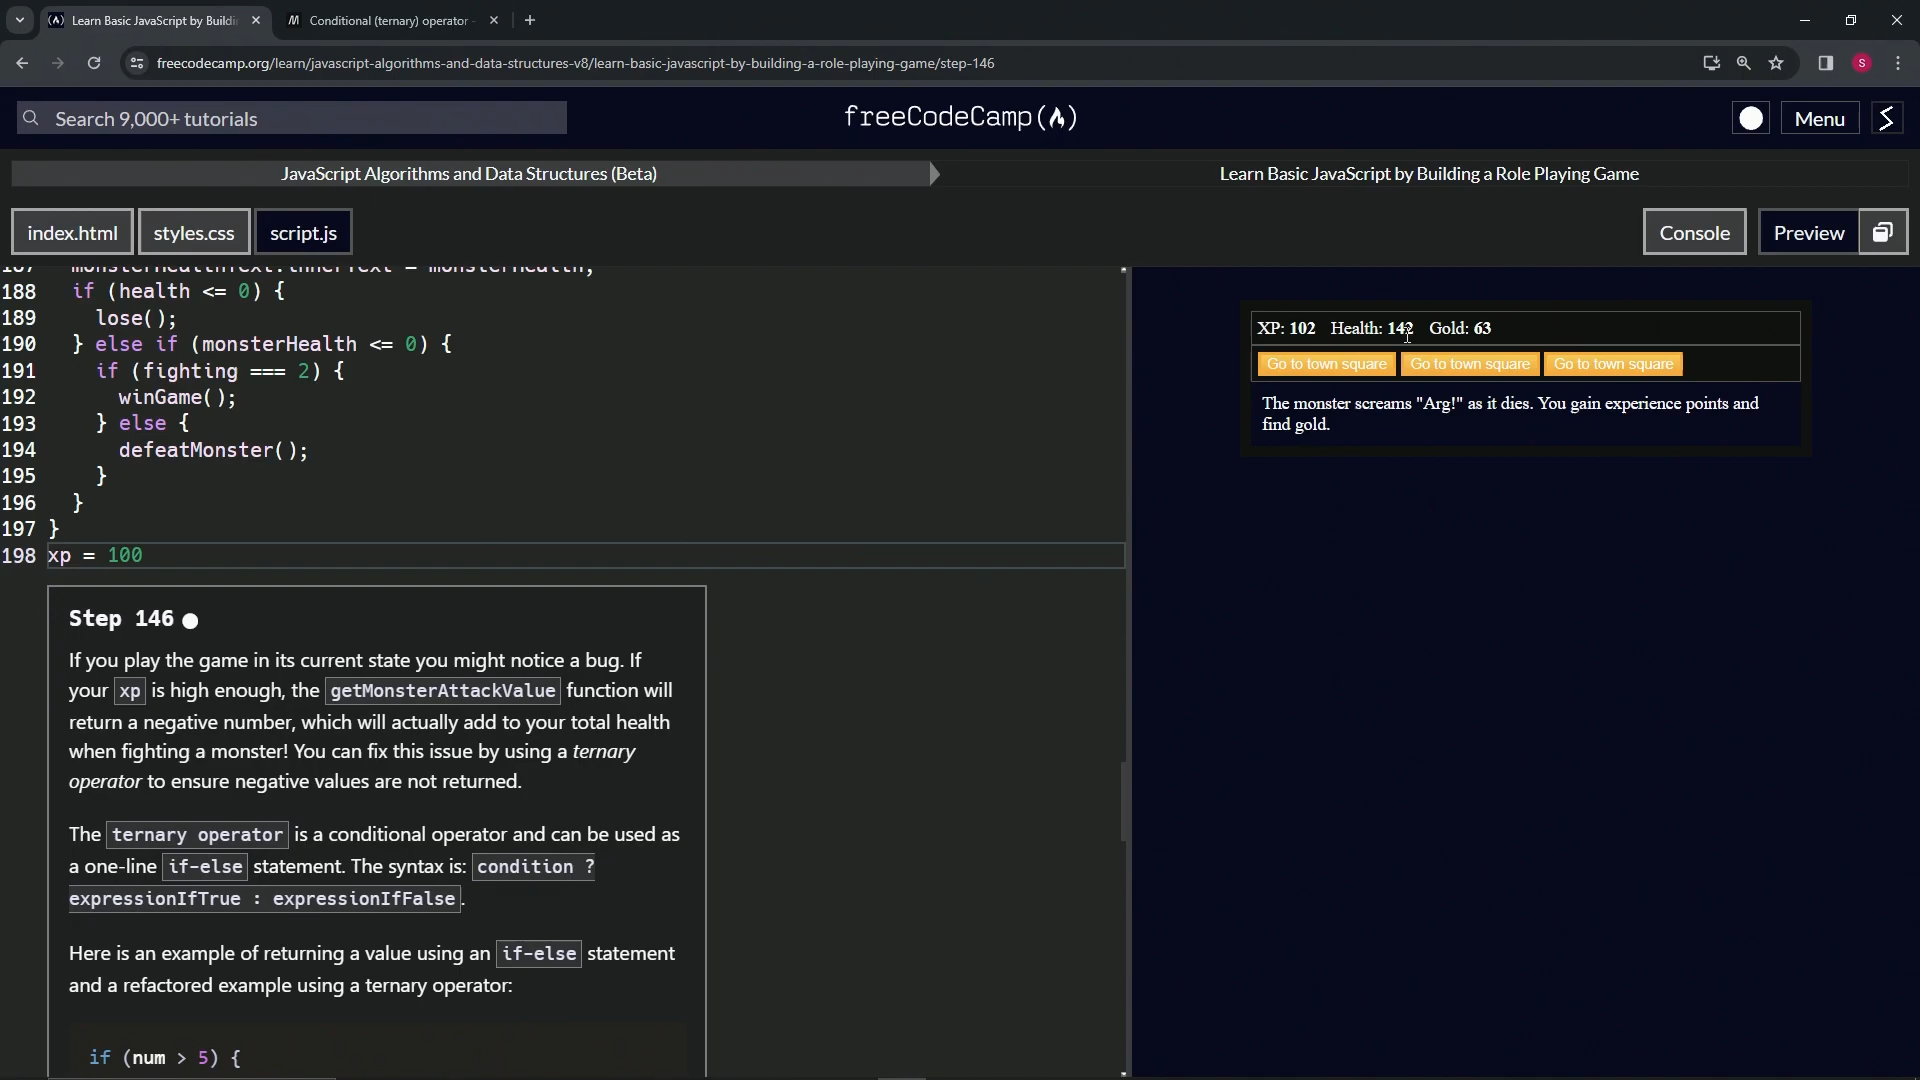 Learn Basic JavaScript by Buildi
Conditional (ternary) operator -
freecodecamp.org/learn/javascript-algorithms-and-data-structures-v8/learn-basic-javascript-by-building-a-role-playing-game/step-146
S
Search 9,000+ tutorials
freeCodeCamp(
Menu
JavaScript Algorithms and Data Structures (Beta)
Learn Basic JavaScript by Building a Role Playing Game
index.html
styles.css
script.js
Console
Preview
187 monsterHealthText.innerText = monsterHealth;
188 if (health <= 0) {
189 lose();
190 } else if (monsterHealth <= 0) {
191 if (fighting === 2) {
192 winGame();
193 } else {
194 defeatMonster();
195 }
196 }
197 }
198 xp = 100
Step 146
If you play the game in its current state you might notice a bug. If
your xp is high enough, the getMonsterAttackValue function will
return a negative number, which will actually add to your total health
when fighting a monster! You can fix this issue by using a ternary
operator to ensure negative values are not returned.
The ternary operator is a conditional operator and can be used as
a one-line if-else statement. The syntax is: condition ?
expressionIfTrue : expressionIfFalse.
Here is an example of returning a value using an if-else statement
and a refactored example using a ternary operator:
if (num > 5) {
XP: 102 Health: 142 Gold: 63
Go to town square Go to town square Go to town square
The monster screams "Arg!" as it dies. You gain experience points and
find gold.